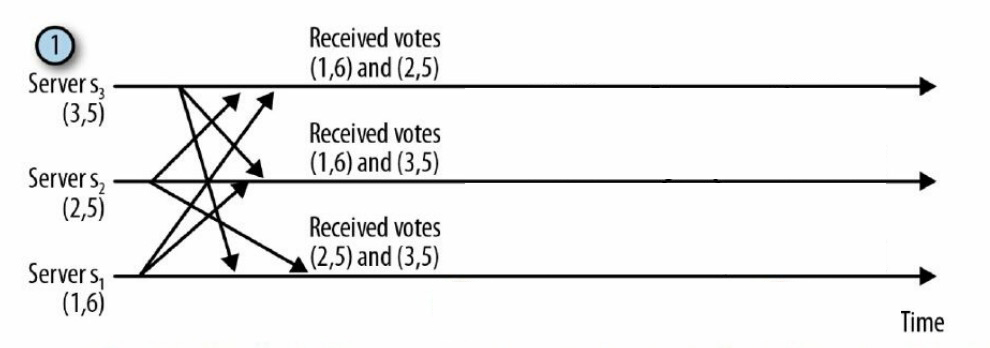 1
Received votes
(1,6) and (2,5)
Server s3
(3,5)
Received votes
(1,6) and (3,5)
Server s2
(2,5)
Received votes
(2,5) and (3,5)
Server s1
(1,6)
Time